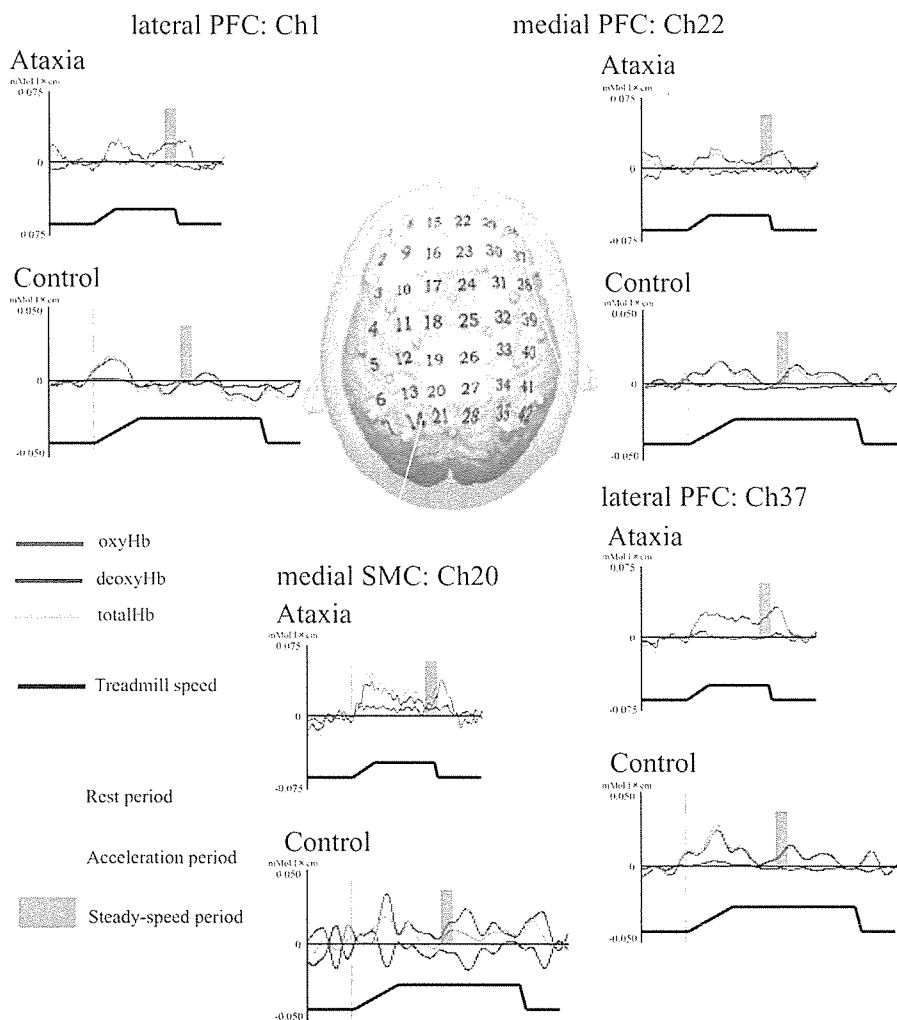 lateral PFC: Ch1
medial PFC: Ch22
Ataxia
0.075
0
0.075
Ataxia
0.075
0
-0.075
Control
0.050
0
-0.050
Control
0.050
0
-0.050
15 22
2 9 16 23 30
3 10 17 24 31 38
4 11 18 25 32 39
5 12 19 26 33 40
6 13 20 27 34 41
14 21 28 35 42
oxyHb
deoxyHb
totalHb
Treadmill speed
Rest period
Acceleration period
Steady-speed period
medial SMC: Ch20
Ataxia
0.075
0
-0.075
Control
0.050
0
-0.050
lateral PFC: Ch37
Ataxia
0.075
0
-0.075
Control
0.050
0
-0.050